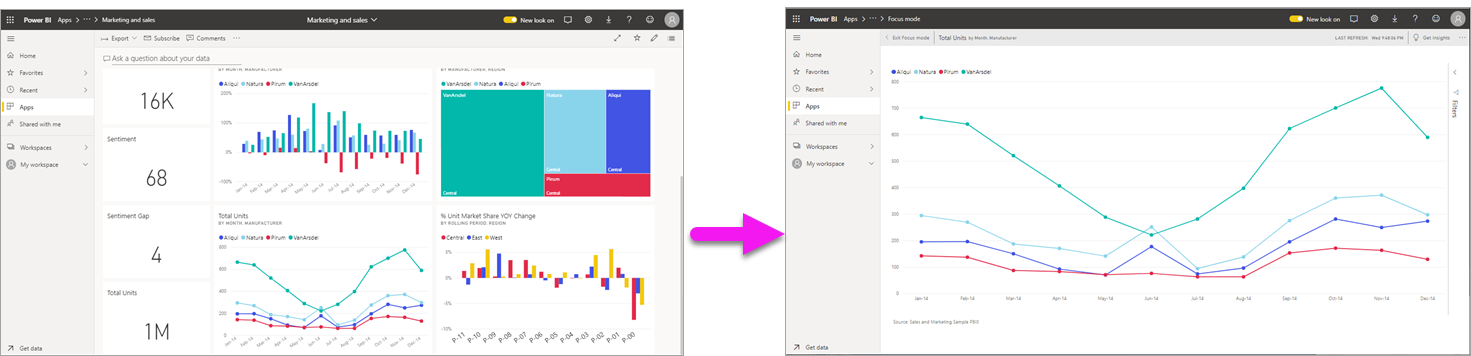 Power BI Apps > ··· > Marketing and sales
Marketing and sales
New look on
Export
Subscribe
Comments
···
Home
Favorites
Recent
Apps
Shared with me
Workspaces
My workspace
Get data
Ask a question about your data
16K
Sentiment
68
Sentiment Gap
4
Total Units
1M
BY MONTH, MANUFACTURER
Aliqui Natura Pirum VanArsdel
200%
100%
0%
-100%
Jan-14 Feb-14 Mar-14 Apr-14 May-14 Jun-14 Jul-14 Aug-14 Sep-14 Oct-14 Nov-14 Dec-14
BY MANUFACTURER, REGION
VanArsdel Natura Aliqui Pirum
VanArsdel
Natura
Aliqui
Central
Central
Pirum
Central
Central
Total Units
BY MONTH, MANUFACTURER
Aliqui Natura Pirum VanArsdel
800
600
400
200
0
Jan-14 Feb-14 Mar-14 Apr-14 May-14 Jun-14 Jul-14 Aug-14 Sep-14 Oct-14 Nov-14 Dec-14
% Unit Market Share YOY Change
BY ROLLING PERIOD, REGION
Central East West
5%
0%
-5%
-10%
P-11 P-10 P-09 P-08 P-07 P-06 P-05 P-04 P-03 P-02 P-01 P-00
Power BI Apps > ··· > Focus mode
New look on
Exit Focus mode
Total Units by Month, Manufacturer
LAST REFRESH: Wed 9:48:06 PM
Get insights
···
Home
Favorites
Recent
Apps
Shared with me
Workspaces
My workspace
Get data
Aliqui Natura Pirum VanArsdel
800
700
600
500
400
300
200
100
0
Jan-14 Feb-14 Mar-14 Apr-14 May-14 Jun-14 Jul-14 Aug-14 Sep-14 Oct-14 Nov-14 Dec-14
Source: Sales and Marketing Sample PBIX
Filters